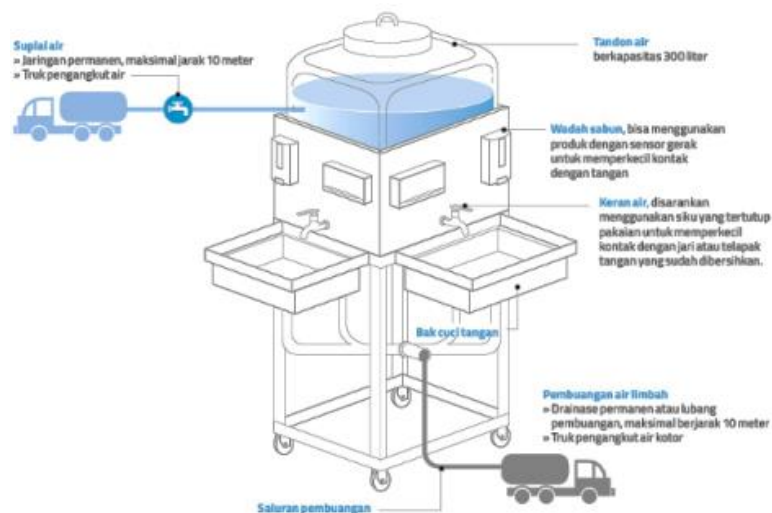 Suplai air
» Jaringan permanen, maksimal jarak 10 meter
» Truk pengangkut air
Tandon air
berkapasitas 300 liter
Wadah sabun, bisa menggunakan
produk dengan sensor gerak
untuk memperkecil kontak
dengan tangan
Keran air, disarankan
menggunakan siku yang tertutup
pakaian untuk memperkecil
kontak dengan jari atau telapak
tangan yang sudah dibersihkan.
Bak cuci tangan
Pembuangan air limbah
» Drainase permanen atau lubang
pembuangan, maksimal berjarak 10 meter
» Truk pengangkut air kotor
Saluran pembuangan